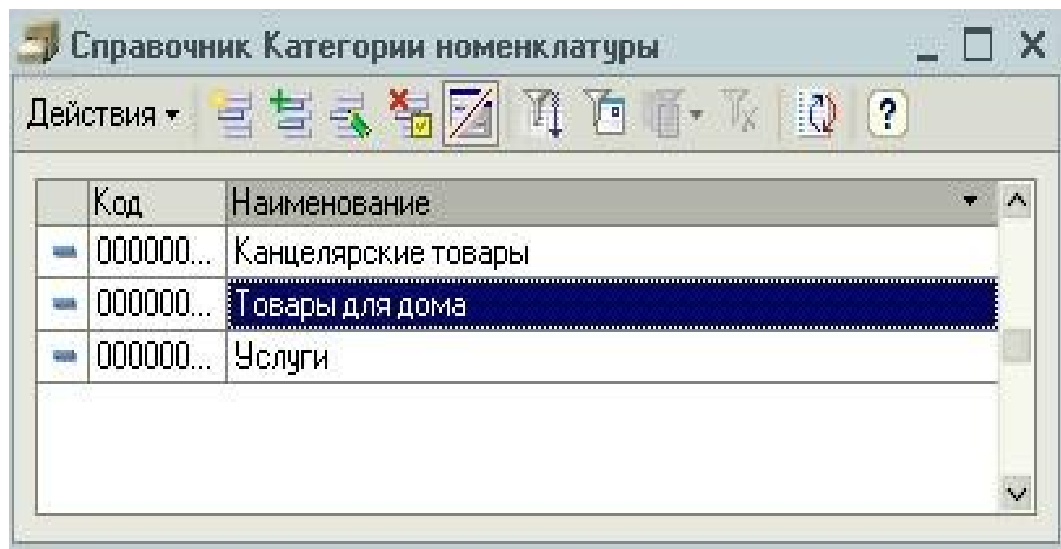 Справочник Категории номенклатуры
Действия
?
Код Наименование
000000... Канцелярские товары
000000... Товары для дома
000000... Услуги